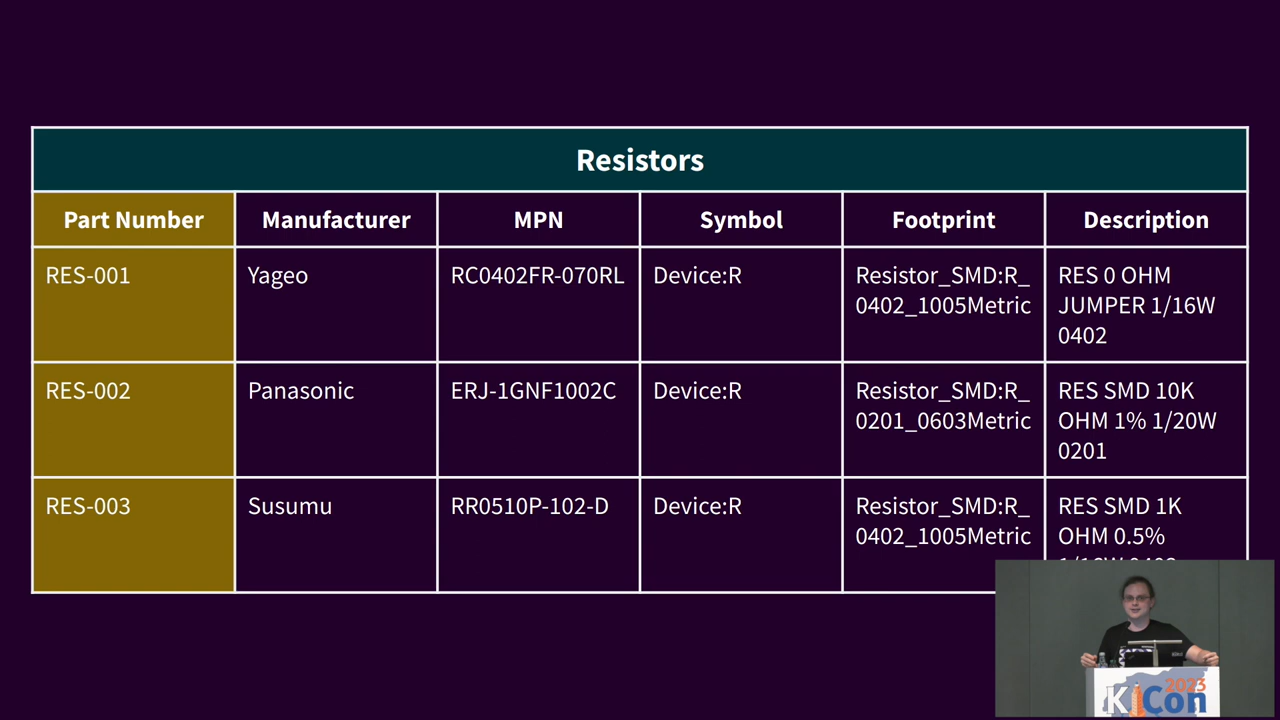 Resistors
Part Number
Manufacturer
MPN
Symbol
Footprint
Description
RES-001
Yageo
RC0402FR-070RL
Device:R
Resistor_SMD:R_
0402_1005Metric
RES 0 OHM
JUMPER 1/16W
0402
RES-002
Panasonic
ERJ-1GNF1002C
Device:R
Resistor_SMD:R_
0201_0603Metric
RES SMD 10K
OHM 1% 1/20W
0201
RES-003
Susumu
RR0510P-102-D
Device:R
Resistor_SMD:R_
0402_1005Metric
RES SMD 1K
OHM 0.5%
2023
KiCon